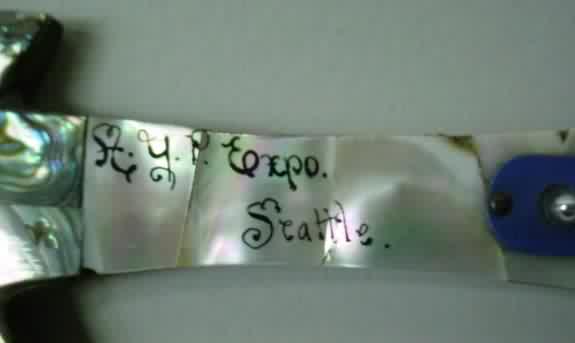 A. Y. P. Expo.
Seattle.